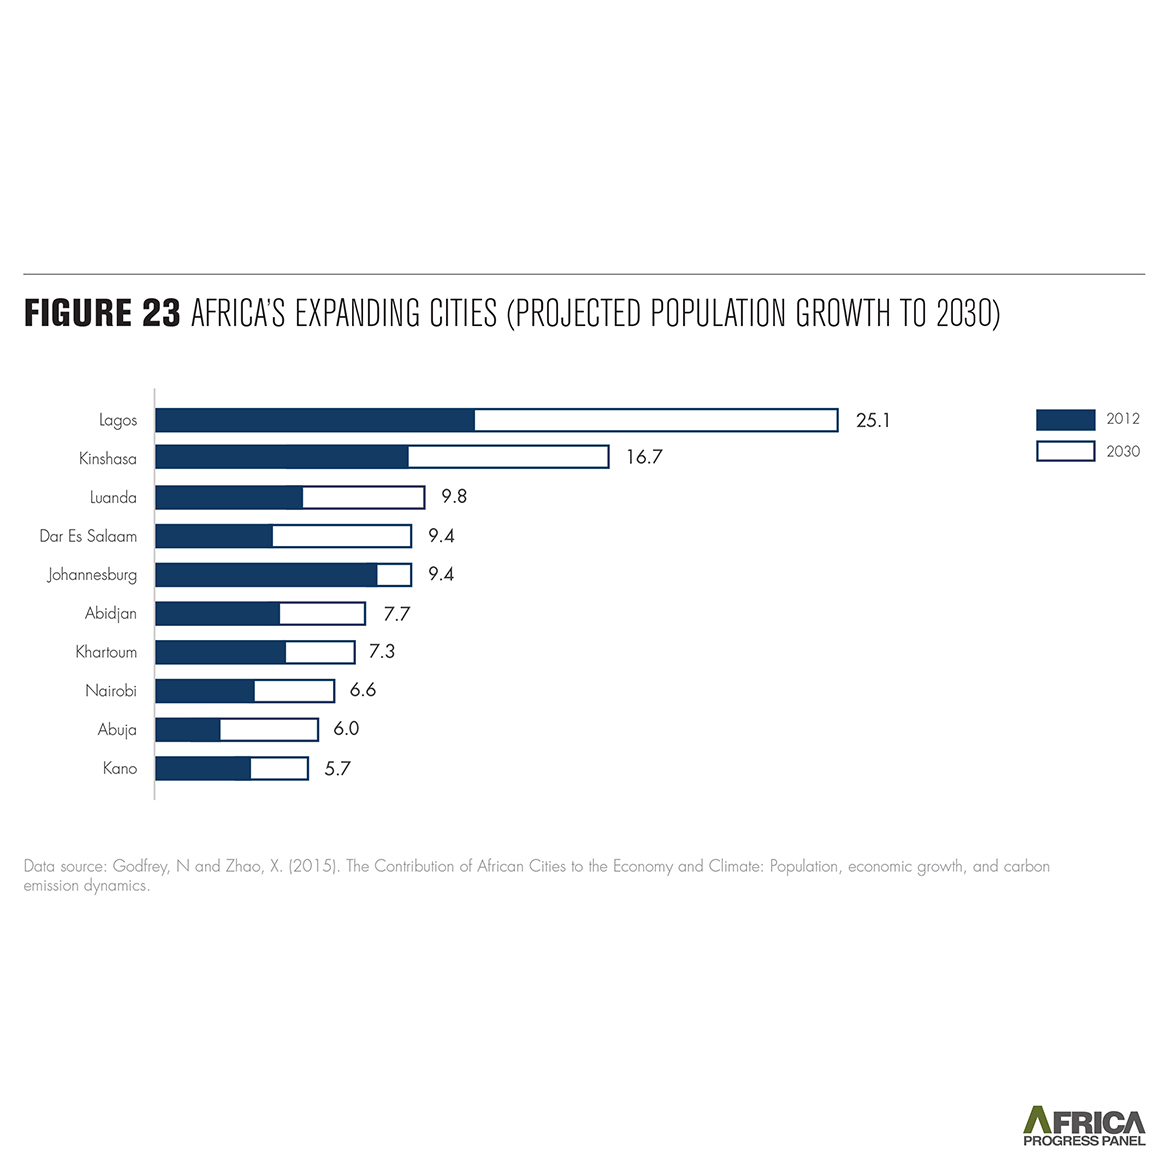 FIGURE 23 AFRICA'S EXPANDING CITIES (PROJECTED POPULATION GROWTH TO 2030)
Lagos 25.1
Kinshasa 16.7
Luanda 9.8
Dar Es Salaam 9.4
Johannesburg 9.4
Abidjan 7.7
Khartoum 7.3
Nairobi 6.6
Abuja 6.0
Kano 5.7
2012
2030
Data source: Godfrey, N and Zhao, X. (2015). The Contribution of African Cities to the Economy and Climate: Population, economic growth, and carbon
emission dynamics.
AFRICA
PROGRESS PANEL